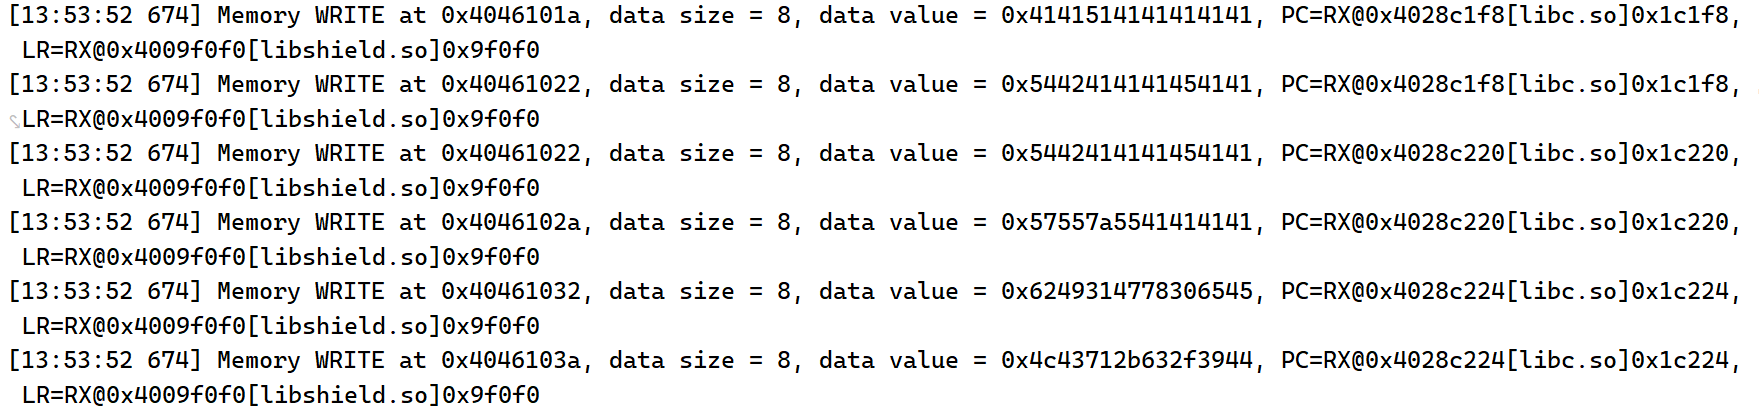 [13:53:52 674] Memory WRITE at 0x4046101a, data size = 8, data value = 0x4141514141414141, PC=RX@0x4028c1f8[libc.so]0x1c1f8,
LR=RX@0x4009f0f0[libshield.so]0x9f0f0
[13:53:52 674] Memory WRITE at 0x40461022, data size = 8, data value = 0x5442414141454141, PC=RX@0x4028c1f8[libc.so]0x1c1f8,
LR=RX@0x4009f0f0[libshield.so]0x9f0f0
[13:53:52 674] Memory WRITE at 0x40461022, data size = 8, data value = 0x5442414141454141, PC=RX@0x4028c220[libc.so]0x1c220,
LR=RX@0x4009f0f0[libshield.so]0x9f0f0
[13:53:52 674] Memory WRITE at 0x4046102a, data size = 8, data value = 0x57557a5541414141, PC=RX@0x4028c220[libc.so]0x1c220,
LR=RX@0x4009f0f0[libshield.so]0x9f0f0
[13:53:52 674] Memory WRITE at 0x40461032, data size = 8, data value = 0x6249314778306545, PC=RX@0x4028c224[libc.so]0x1c224,
LR=RX@0x4009f0f0[libshield.so]0x9f0f0
[13:53:52 674] Memory WRITE at 0x4046103a, data size = 8, data value = 0x4c43712b632f3944, PC=RX@0x4028c224[libc.so]0x1c224,
LR=RX@0x4009f0f0[libshield.so]0x9f0f0